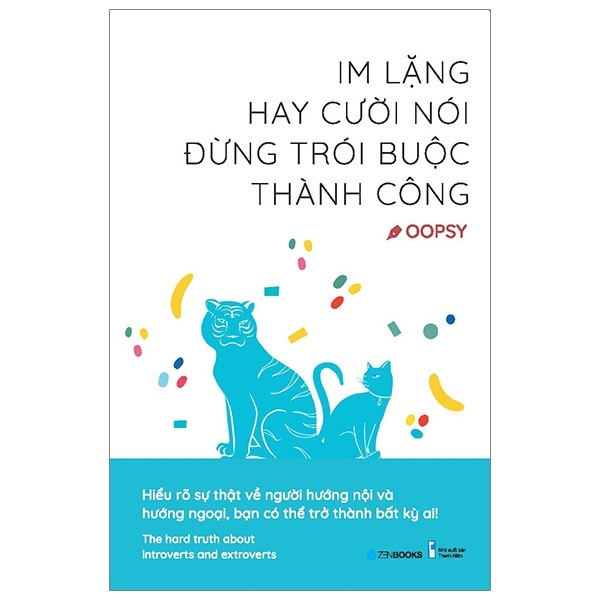 IM LẶNG
HAY CƯỜI NÓI
ĐỪNG TRÓI BUỘC
THÀNH CÔNG
OOPSY
Hiểu rõ sự thật về người hướng nội và
hướng ngoại, bạn có thể trở thành bất kỳ ai!
The hard truth about
Introverts and extroverts
ZENBOOKS
Nhà xuất bản
Thanh Niên